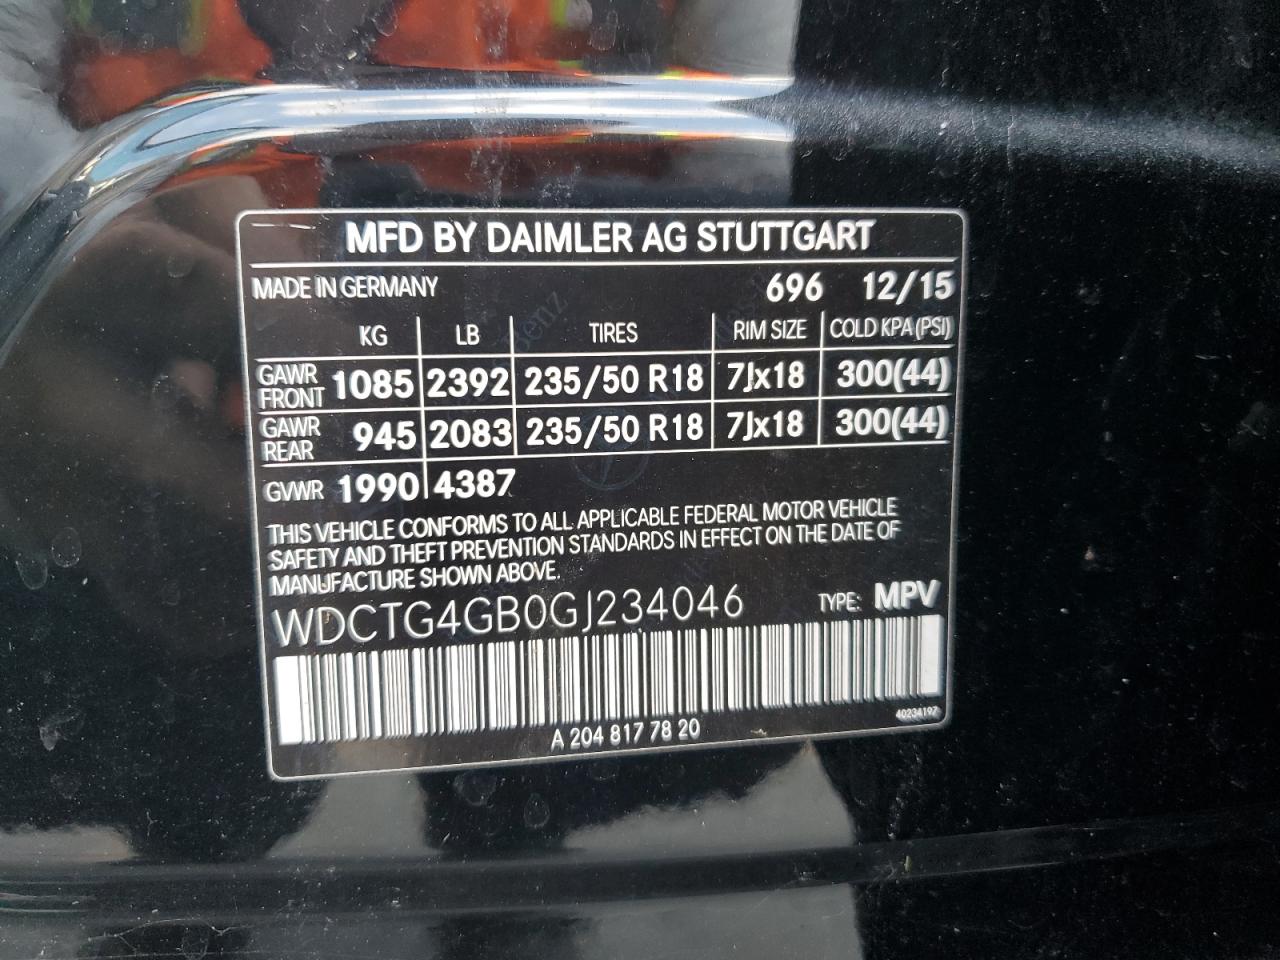 MFD BY DAIMLER AG STUTTGART
MADE IN GERMANY 696 12/15
KG LB TIRES RIM SIZE COLD KPA (PSI)
GAWR FRONT 1085 2392 235/50 R18 7Jx18 300(44)
GAWR REAR 945 2083 235/50 R18 7Jx18 300(44)
GVWR 1990 4387
THIS VEHICLE CONFORMS TO ALL APPLICABLE FEDERAL MOTOR VEHICLE
SAFETY AND THEFT PREVENTION STANDARDS IN EFFECT ON THE DATE OF
MANUFACTURE SHOWN ABOVE.
WDCTG4GB0GJ234046 TYPE: MPV
40234197
A 204 817 78 20